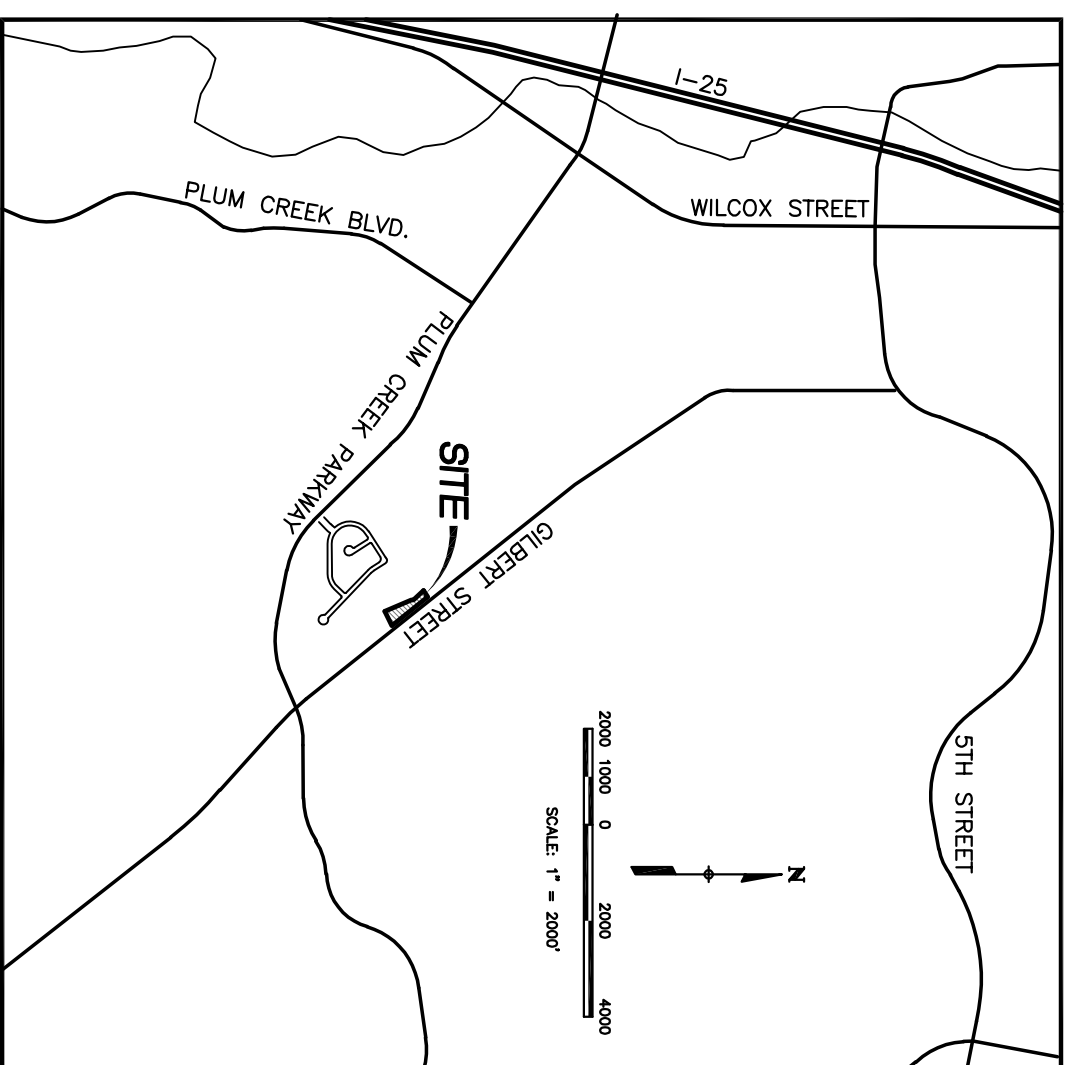 I-25
WILCOX STREET
PLUM CREEK BLVD.
PLUM CREEK PARKWAY
SITE
GILBERT STREET
5TH STREET
2000 1000 0 2000 4000
SCALE: 1" = 2000'
N